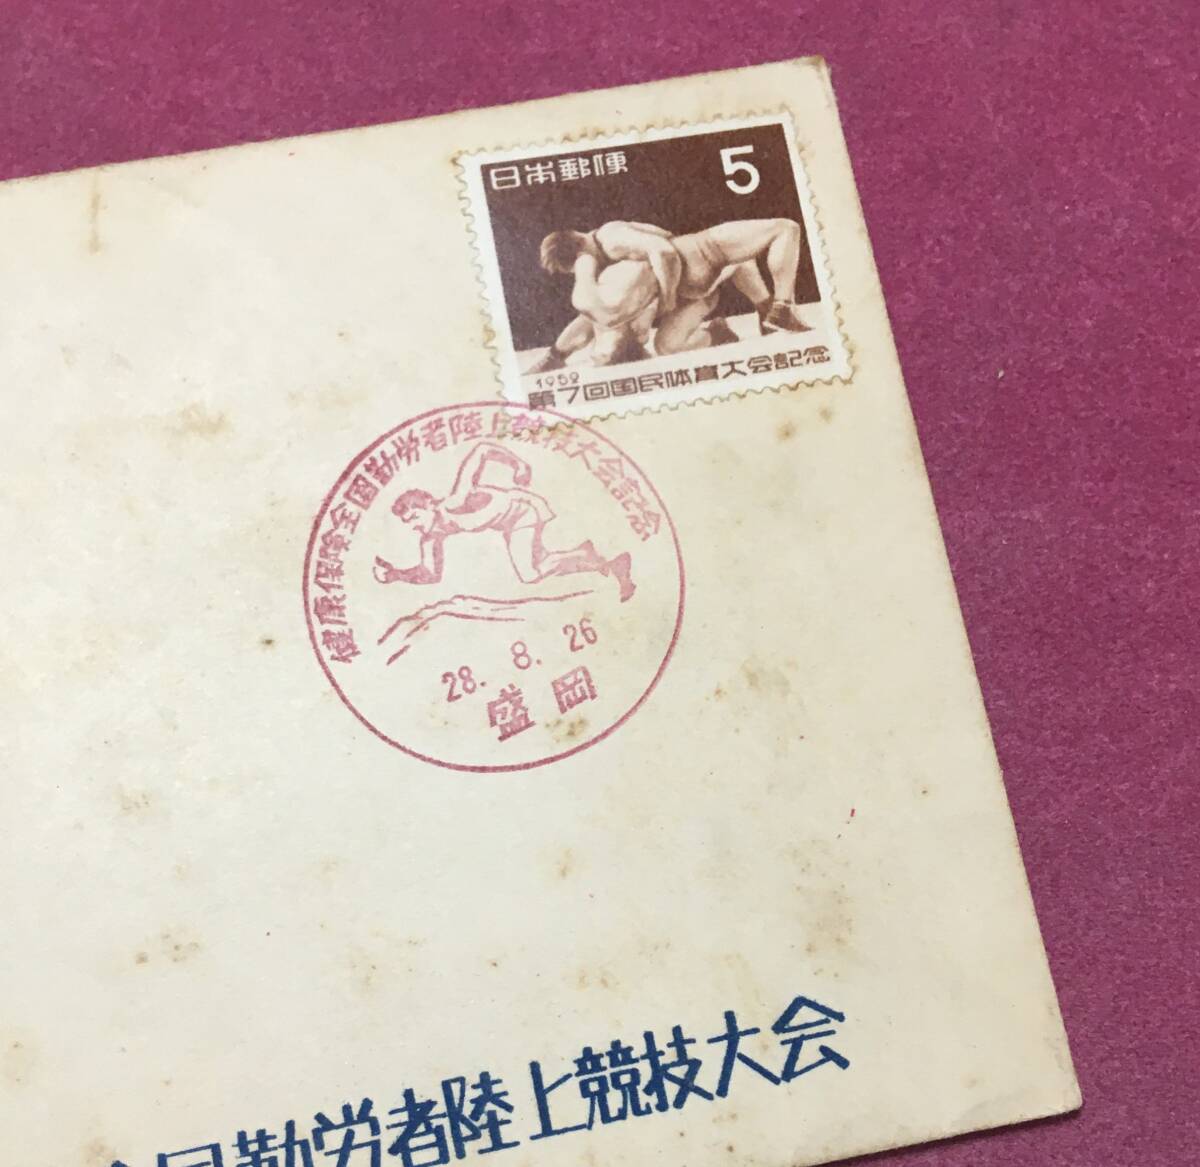 日本郵便 5
1952
第7回国民体育大会記念
健康保険全国勤労者陸上競技大会記念
28. 8. 26
盛岡
全国勤労者陸上競技大会